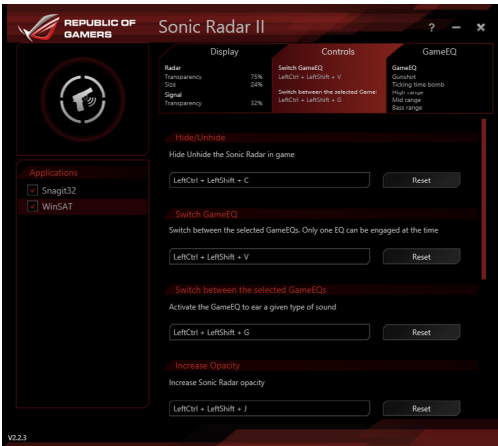 REPUBLIC OF
GAMERS
Sonic Radar II
? – ×
Display
Radar
Transparency 75%
Size 24%
Signal
Transparency 32%
Controls
Switch GameEQ
LeftCtrl + LeftShift + V
Switch between the selected Game
LeftCtrl + LeftShift + G
GameEQ
GameEQ
Gunshot
Ticking time bomb
High range
Mid range
Bass range
Applications
Snagit32
WinSAT
Hide/Unhide
Hide Unhide the Sonic Radar in game
LeftCtrl + LeftShift + C Reset
Switch GameEQ
Switch between the selected GameEQs. Only one EQ can be engaged at the time
LeftCtrl + LeftShift + V Reset
Switch between the selected GameEQs
Activate the GameEQ to ear a given type of sound
LeftCtrl + LeftShift + G Reset
Increase Opacity
Increase Sonic Radar opacity
LeftCtrl + LeftShift + J Reset
V2.2.3